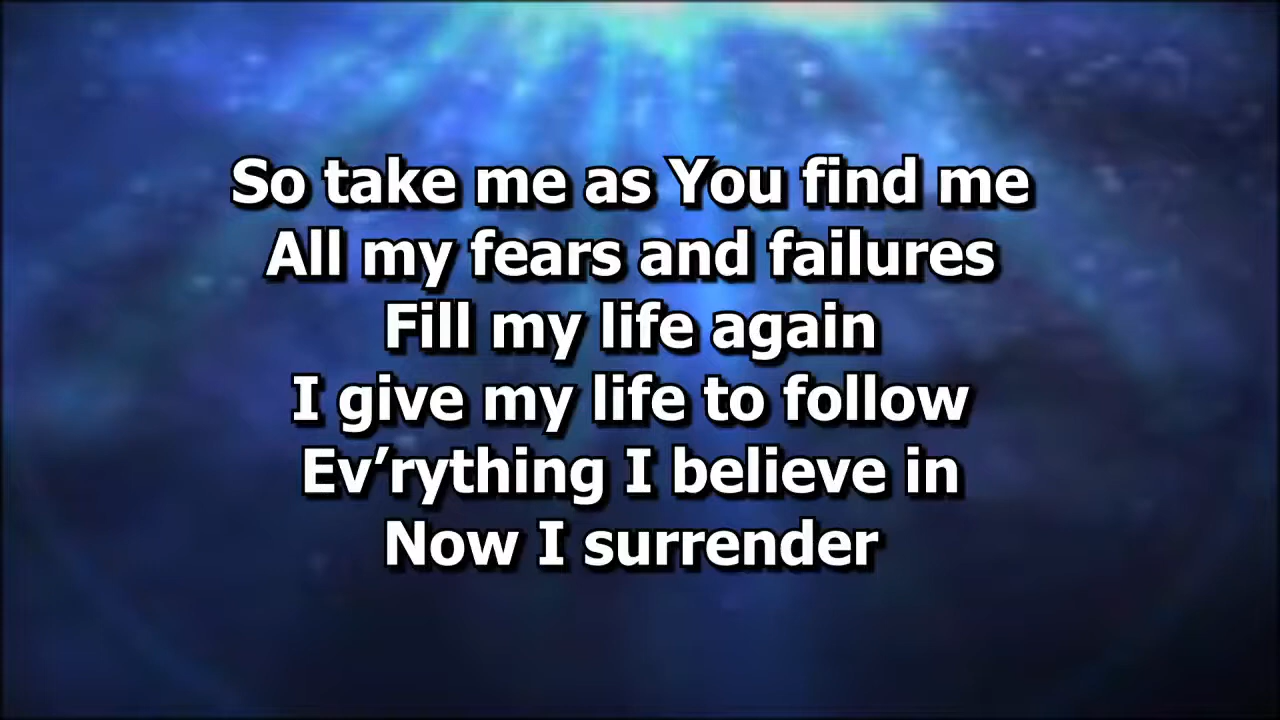 So take me as You find me
All my fears and failures
Fill my life again
I give my life to follow
Ev’rything I believe in
Now I surrender